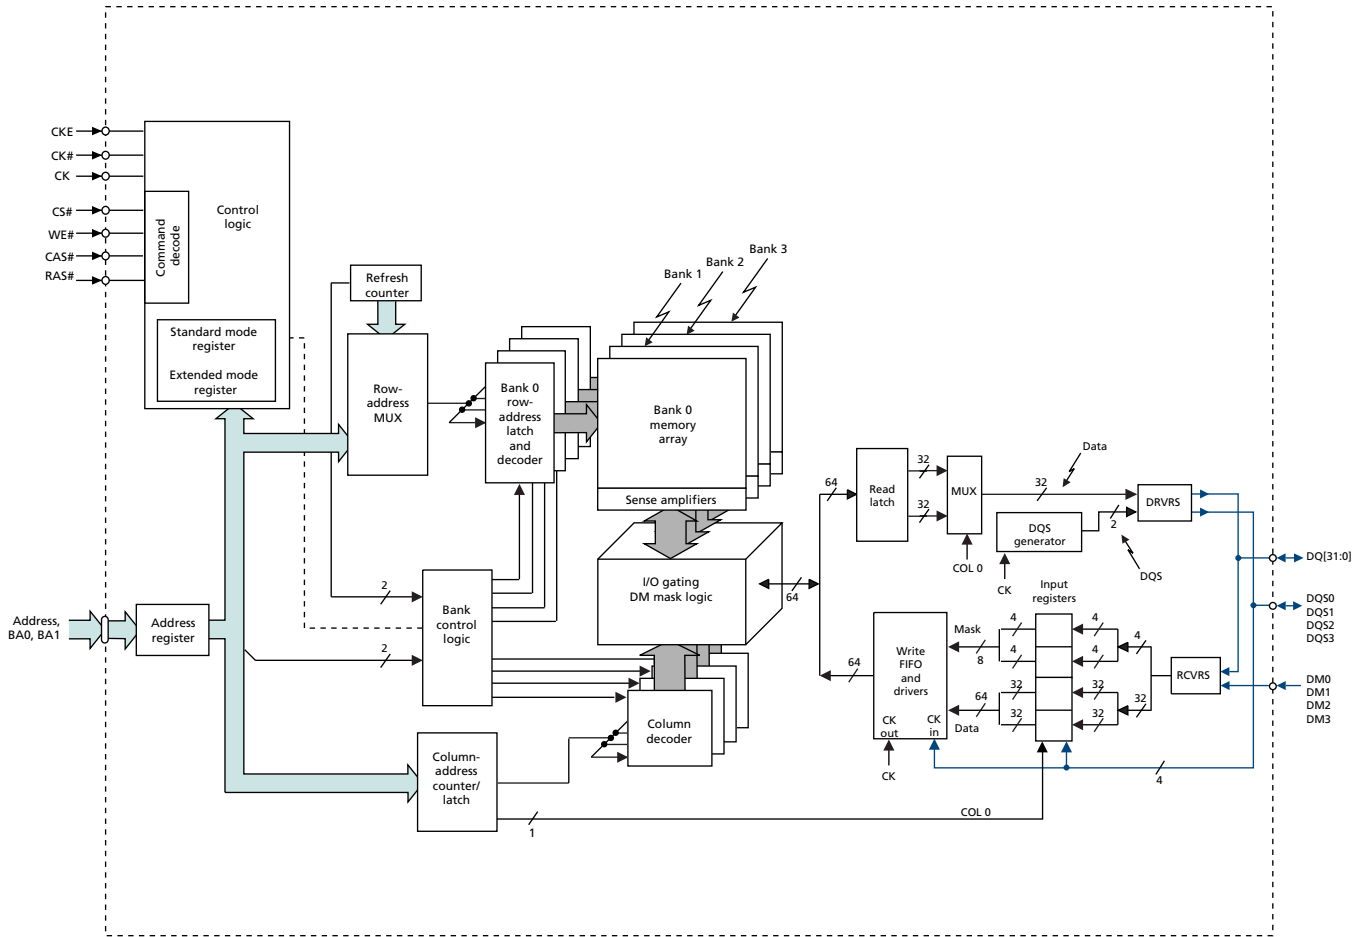 CKE
CK#
CK
CS#
WE#
CAS#
RAS#
Command
decode
Control
logic
Standard mode
register
Extended mode
register
Refresh
counter
Row-
address
MUX
Bank 0
row-
address
latch
and
decoder
Bank 1
Bank 2
Bank 3
Bank 0
memory
array
Sense amplifiers
I/O gating
DM mask logic
2
2
Bank
control
logic
Address,
BA0, BA1
Address
register
Column-
address
counter/
latch
Column
decoder
1
COL 0
64
64
64
Read
latch
32
32
MUX
COL 0
32
Data
DQS
generator
CK
2
DQS
DRVRS
DQ[31:0]
DQS0
DQS1
DQS2
DQS3
DM0
DM1
DM2
DM3
RCVRS
Input
registers
4
4
4
4
4
4
32
32
32
32
32
Mask
8
64
Data
Write
FIFO
and
drivers
CK
out
CK
in
CK